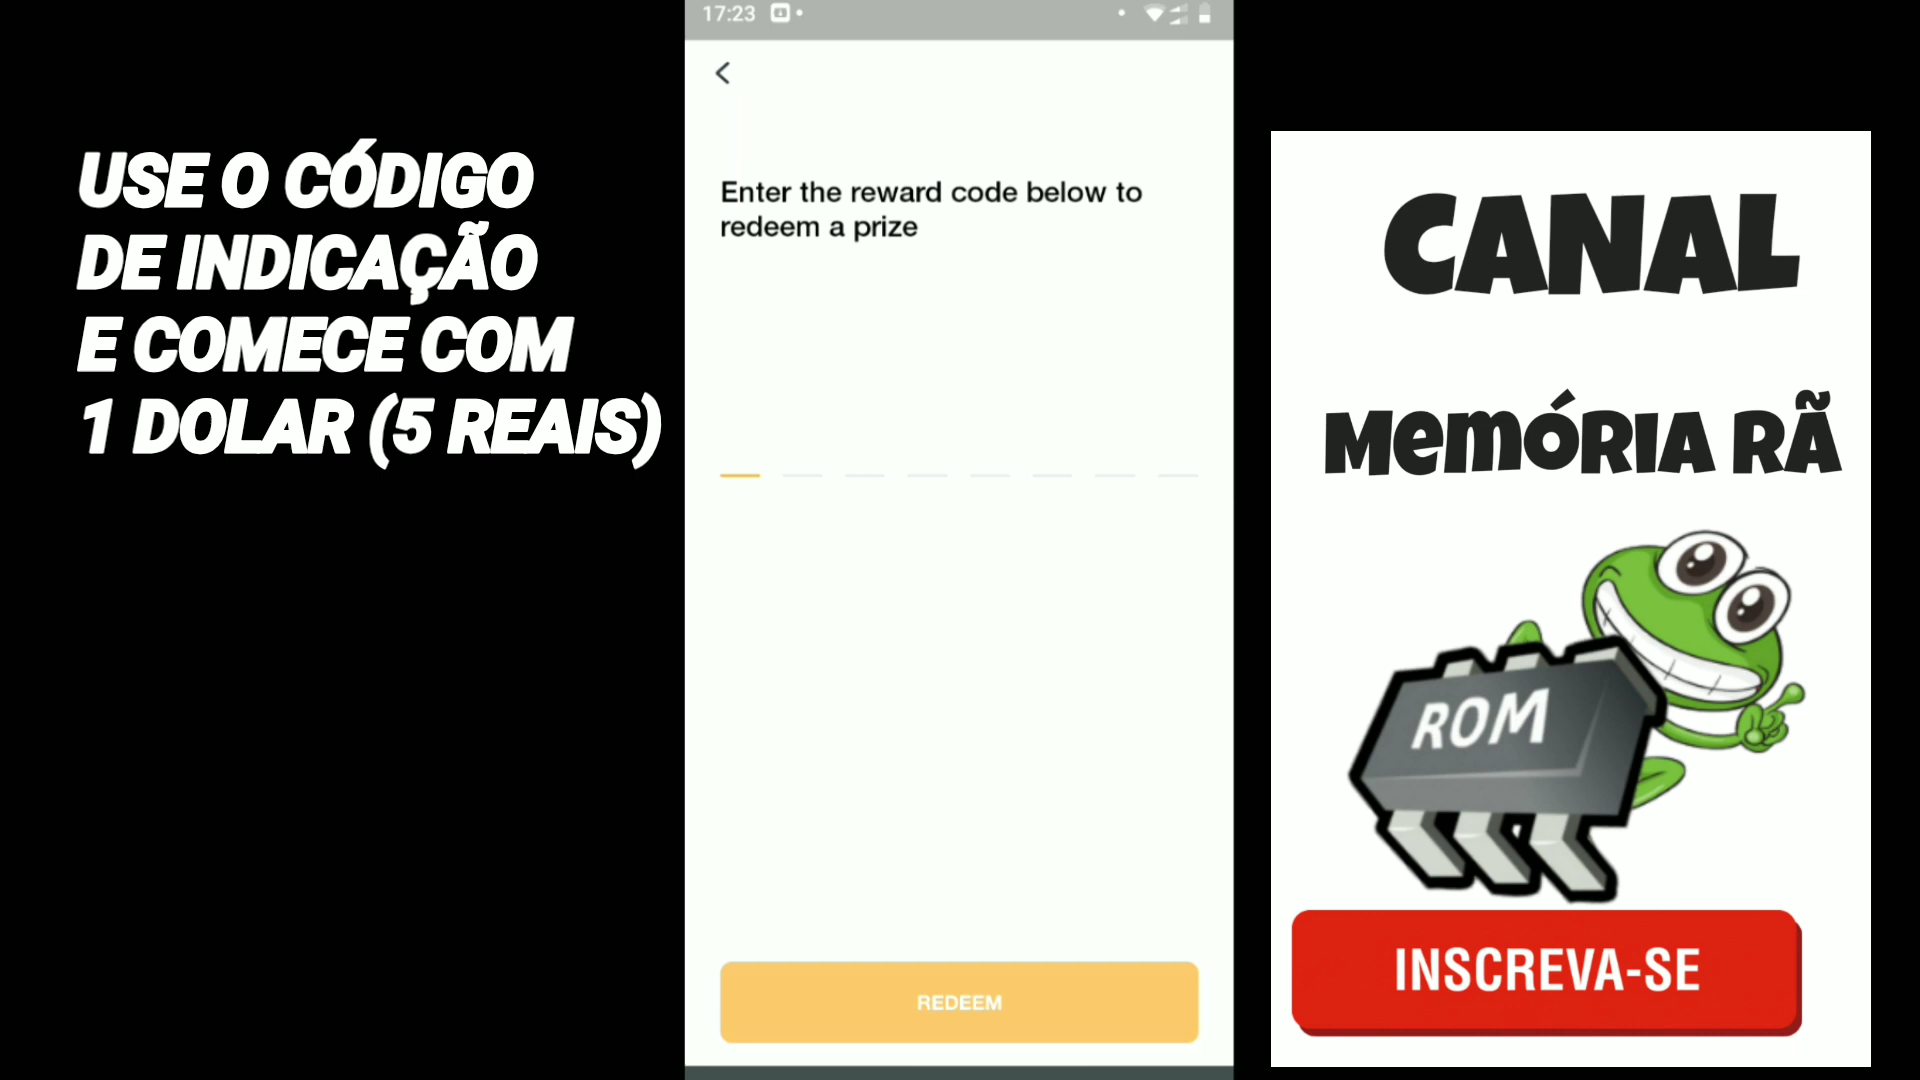 USE O CÓDIGO
DE INDICAÇÃO
E COMECE COM
1 DOLAR (5 REAIS)
17:23
Enter the reward code below to
redeem a prize
REDEEM
CANAL
MEMÓRIA RÃ
ROM
INSCREVA-SE